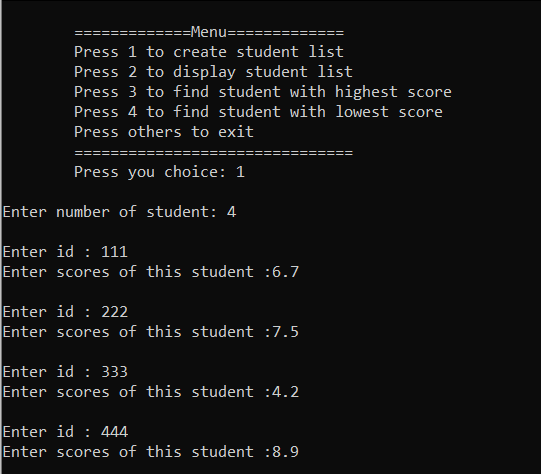 =============Menu=============
Press 1 to create student list
Press 2 to display student list
Press 3 to find student with highest score
Press 4 to find student with lowest score
Press others to exit
===============================
Press you choice: 1
Enter number of student: 4
Enter id : 111
Enter scores of this student :6.7
Enter id : 222
Enter scores of this student :7.5
Enter id : 333
Enter scores of this student :4.2
Enter id : 444
Enter scores of this student :8.9